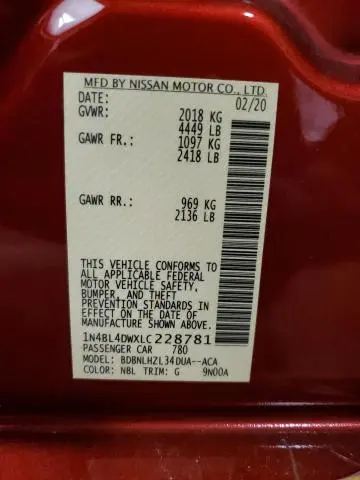 MFD BY NISSAN MOTOR CO., LTD.
DATE: 02/20
GVWR: 2018 KG
4449 LB
GAWR FR.: 1097 KG
2418 LB
GAWR RR.: 969 KG
2136 LB
THIS VEHICLE CONFORMS TO
ALL APPLICABLE FEDERAL
MOTOR VEHICLE SAFETY,
BUMPER, AND THEFT
PREVENTION STANDARDS
IN EFFECT ON THE DATE OF
MANUFACTURE SHOWN ABOVE.
1N4BL4DWXLC228781
PASSENGER CAR 780
MODEL: BDBNLHZL34DUA--ACA
COLOR: NBL TRIM: G 9N00A